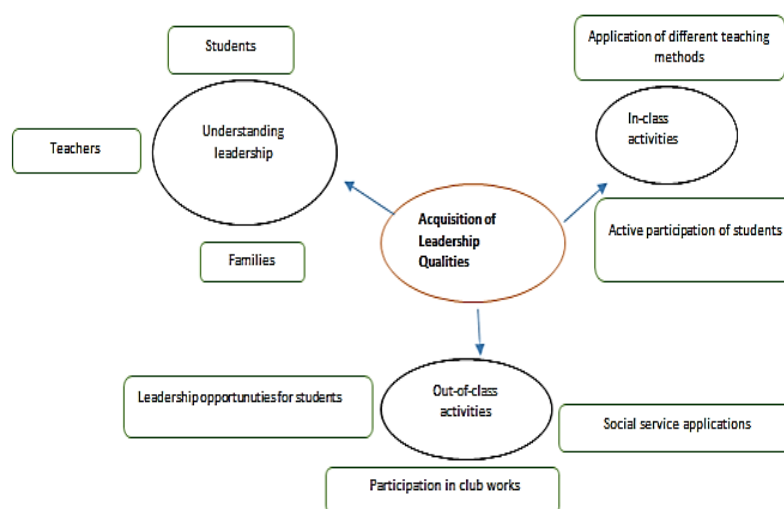 Students
Application of different teaching
methods
Understanding
leadership
Teachers
In-class
activities
Acquisition of
Leadership
Qualities
Active participation of students
Families
Leadership opportunuties for students
Out-of-class
activities
Social service applications
Participation in club works